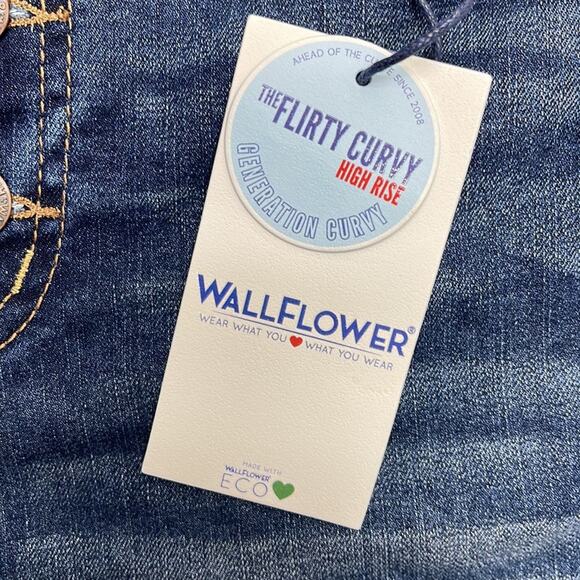 AHEAD OF THE CURVE SINCE 2008
THE FLIRTY CURVY
HIGH RISE
GENERATION CURVY
WALLFLOWER®
WEAR WHAT YOU ❤ WHAT YOU WEAR
MADE WITH
WALLFLOWER®
ECO